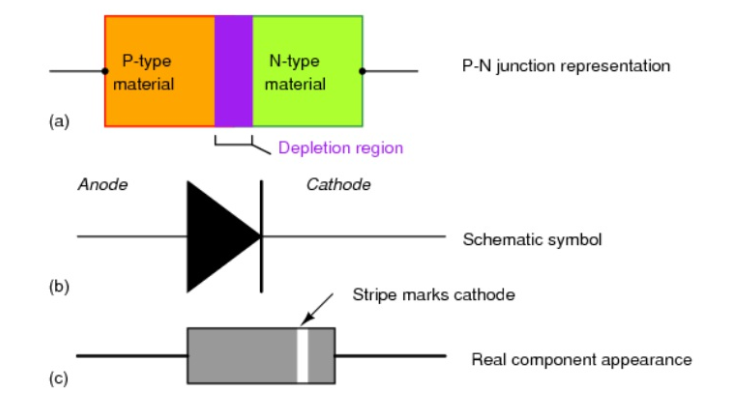 P-type
material
N-type
material
P-N junction representation
(a)
Depletion region
Anode
Cathode
Schematic symbol
(b)
Stripe marks cathode
Real component appearance
(c)